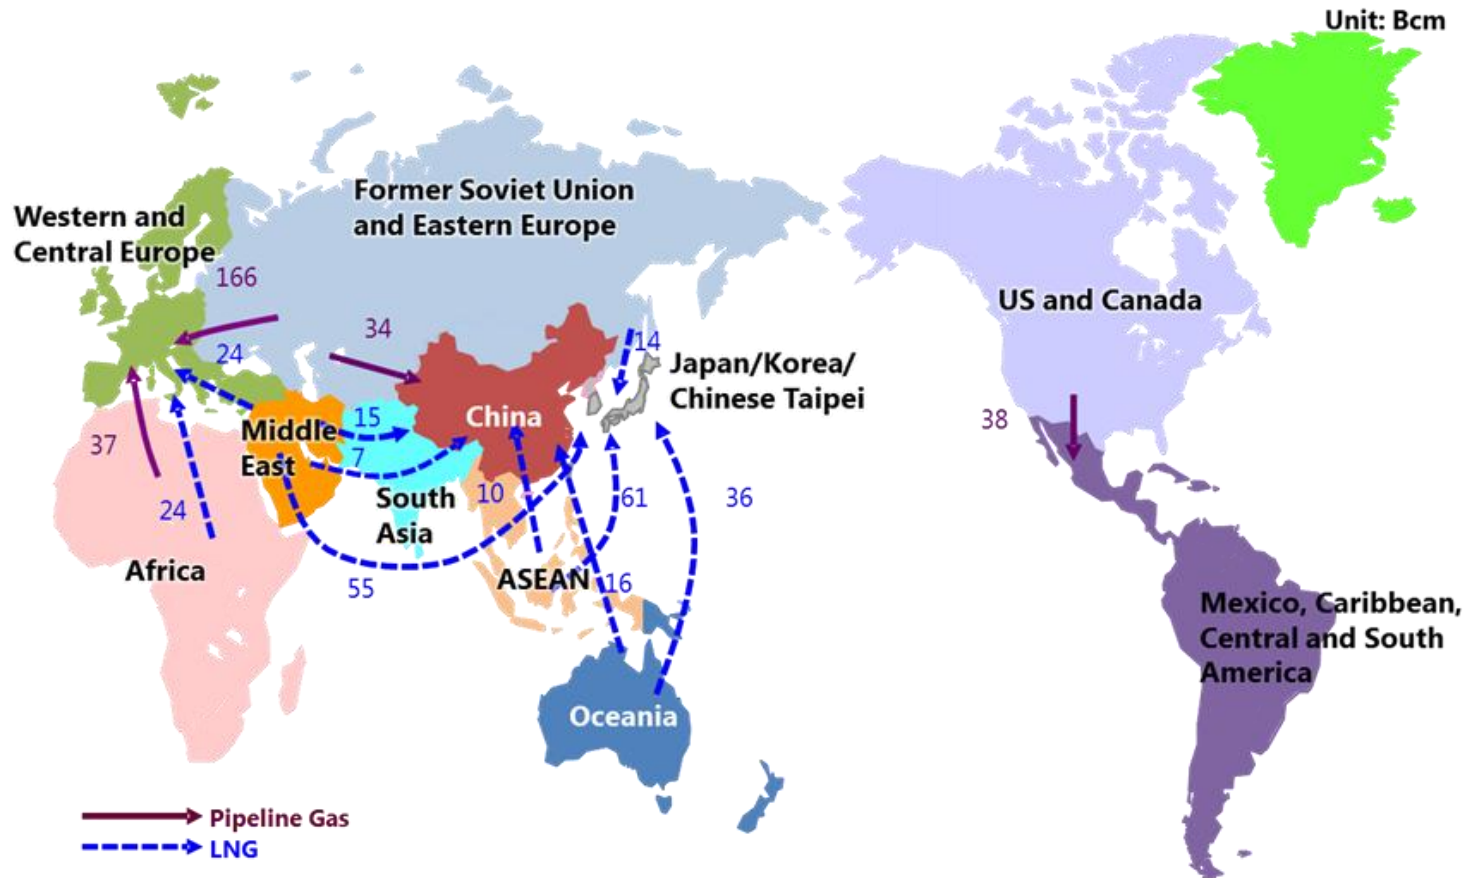 Unit: Bcm
Former Soviet Union
and Eastern Europe
Western and
Central Europe
166
US and Canada
34
14
24
Japan/Korea/
Chinese Taipei
15
China
38
Middle
East
37
7
South
Asia
10
61
36
24
Africa
55
ASEAN
16
Mexico, Caribbean,
Central and South
America
Oceania
Pipeline Gas
LNG